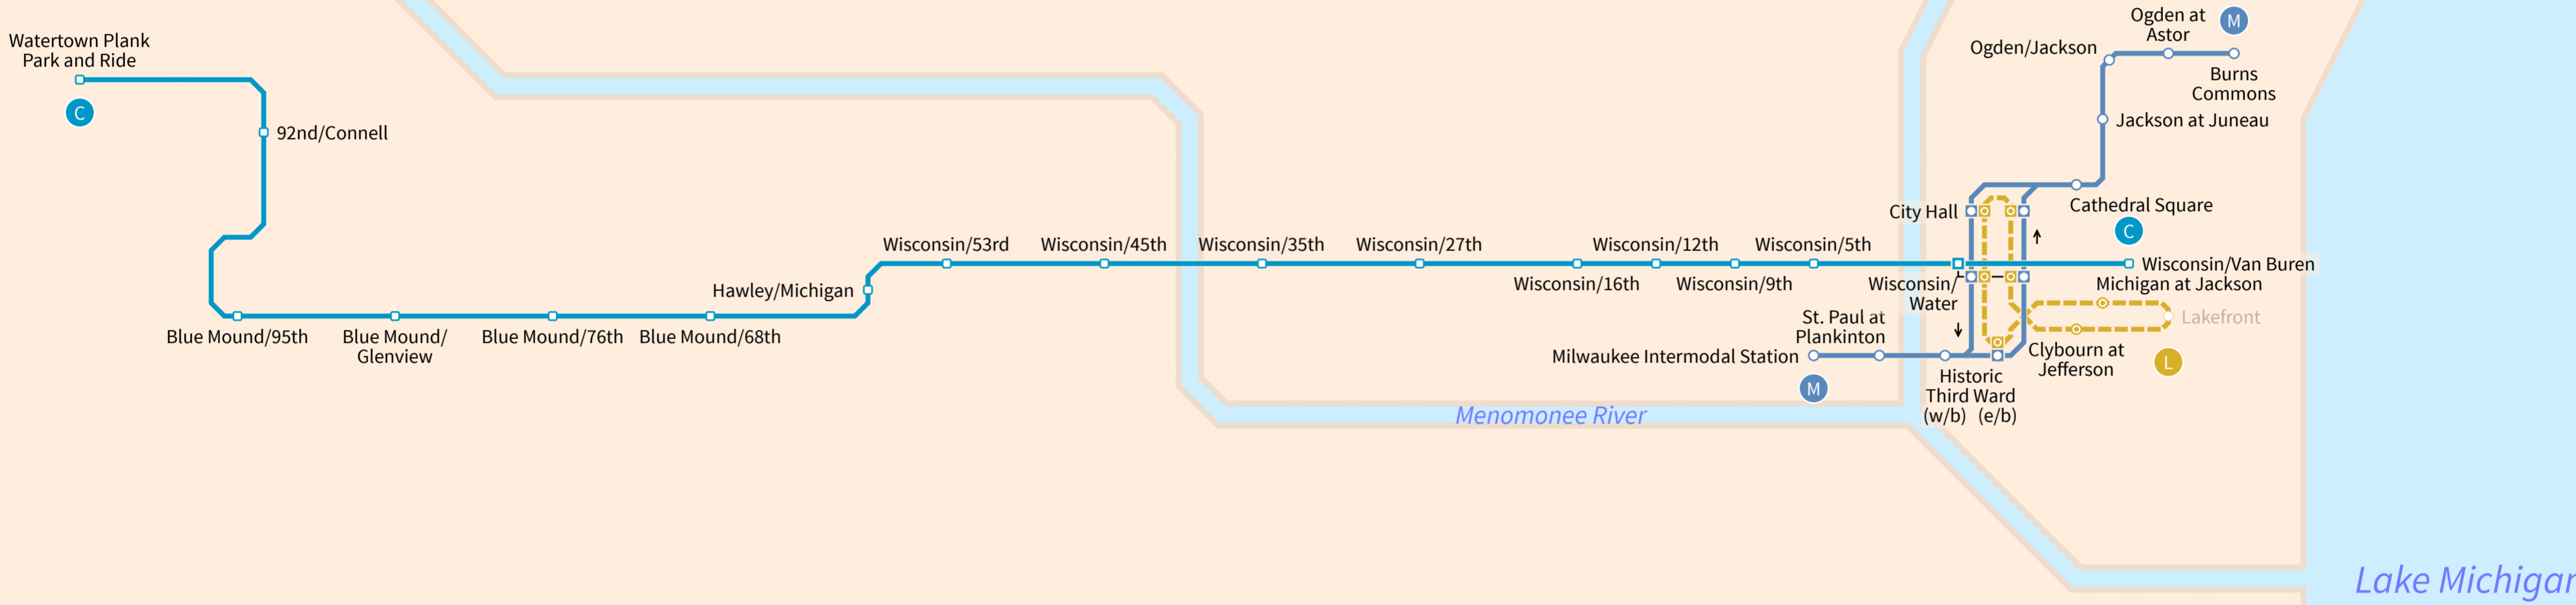 Watertown Plank
Park and Ride
C
92nd/Connell
Blue Mound/95th
Blue Mound/
Glenview
Blue Mound/76th
Blue Mound/68th
Hawley/Michigan
Wisconsin/53rd
Wisconsin/45th
Wisconsin/35th
Wisconsin/27th
Wisconsin/16th
Wisconsin/12th
Wisconsin/9th
Wisconsin/5th
Wisconsin/
Water
City Hall
Ogden at
Astor
M
Ogden/Jackson
Burns
Commons
Jackson at Juneau
Cathedral Square
C
Wisconsin/Van Buren
Michigan at Jackson
Lakefront
L
Clybourn at
Jefferson
St. Paul at
Plankinton
Milwaukee Intermodal Station
M
Historic
Third Ward
(w/b) (e/b)
Menomonee River
Lake Michigan